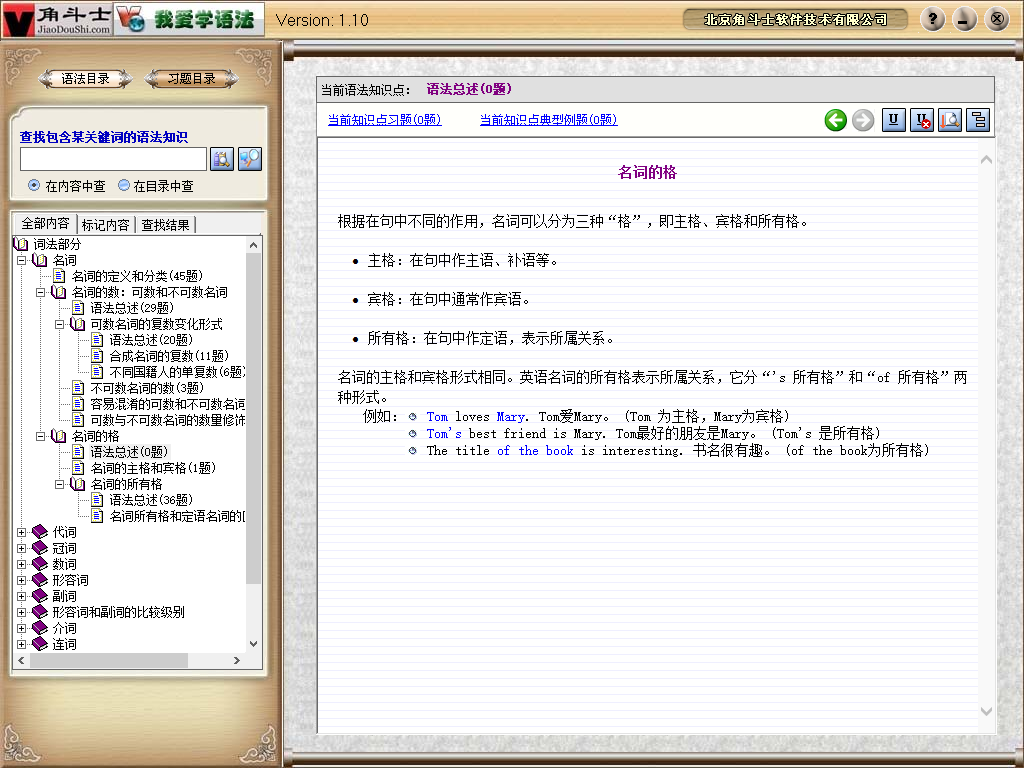 角斗士
JiaoDouShi.com
我爱学语法
Version: 1.10
北京角斗士软件技术有限公司
语法目录
习题目录
查找包含某关键词的语法知识
在内容中查
在目录中查
全部内容
标记内容
查找结果
词法部分
名词
名词的定义和分类(45题)
名词的数：可数和不可数名词
语法总述(29题)
可数名词的复数变化形式
语法总述(20题)
合成名词的复数(11题)
不同国籍人的单复数(6题)
不可数名词的数(3题)
容易混淆的可数和不可数名词
可数与不可数名词的数量修饰
名词的格
语法总述(0题)
名词的主格和宾格(1题)
名词的所有格
语法总述(36题)
名词所有格和定语名词的
代词
冠词
数词
形容词
副词
形容词和副词的比较级别
介词
连词
当前语法知识点：
语法总述(0题)
当前知识点习题(0题)
当前知识点典型例题(0题)
名词的格
根据在句中不同的作用，名词可以分为三种“格”，即主格、宾格和所有格。
主格：在句中作主语、补语等。
宾格：在句中通常作宾语。
所有格：在句中作定语，表示所属关系。
名词的主格和宾格形式相同。英语名词的所有格表示所属关系，它分“'s 所有格”和“of 所有格”两
种形式。
例如： Tom loves Mary. Tom爱Mary。（Tom 为主格，Mary为宾格）
Tom's best friend is Mary. Tom最好的朋友是Mary。（Tom's 是所有格）
The title of the book is interesting. 书名很有趣。（of the book为所有格）